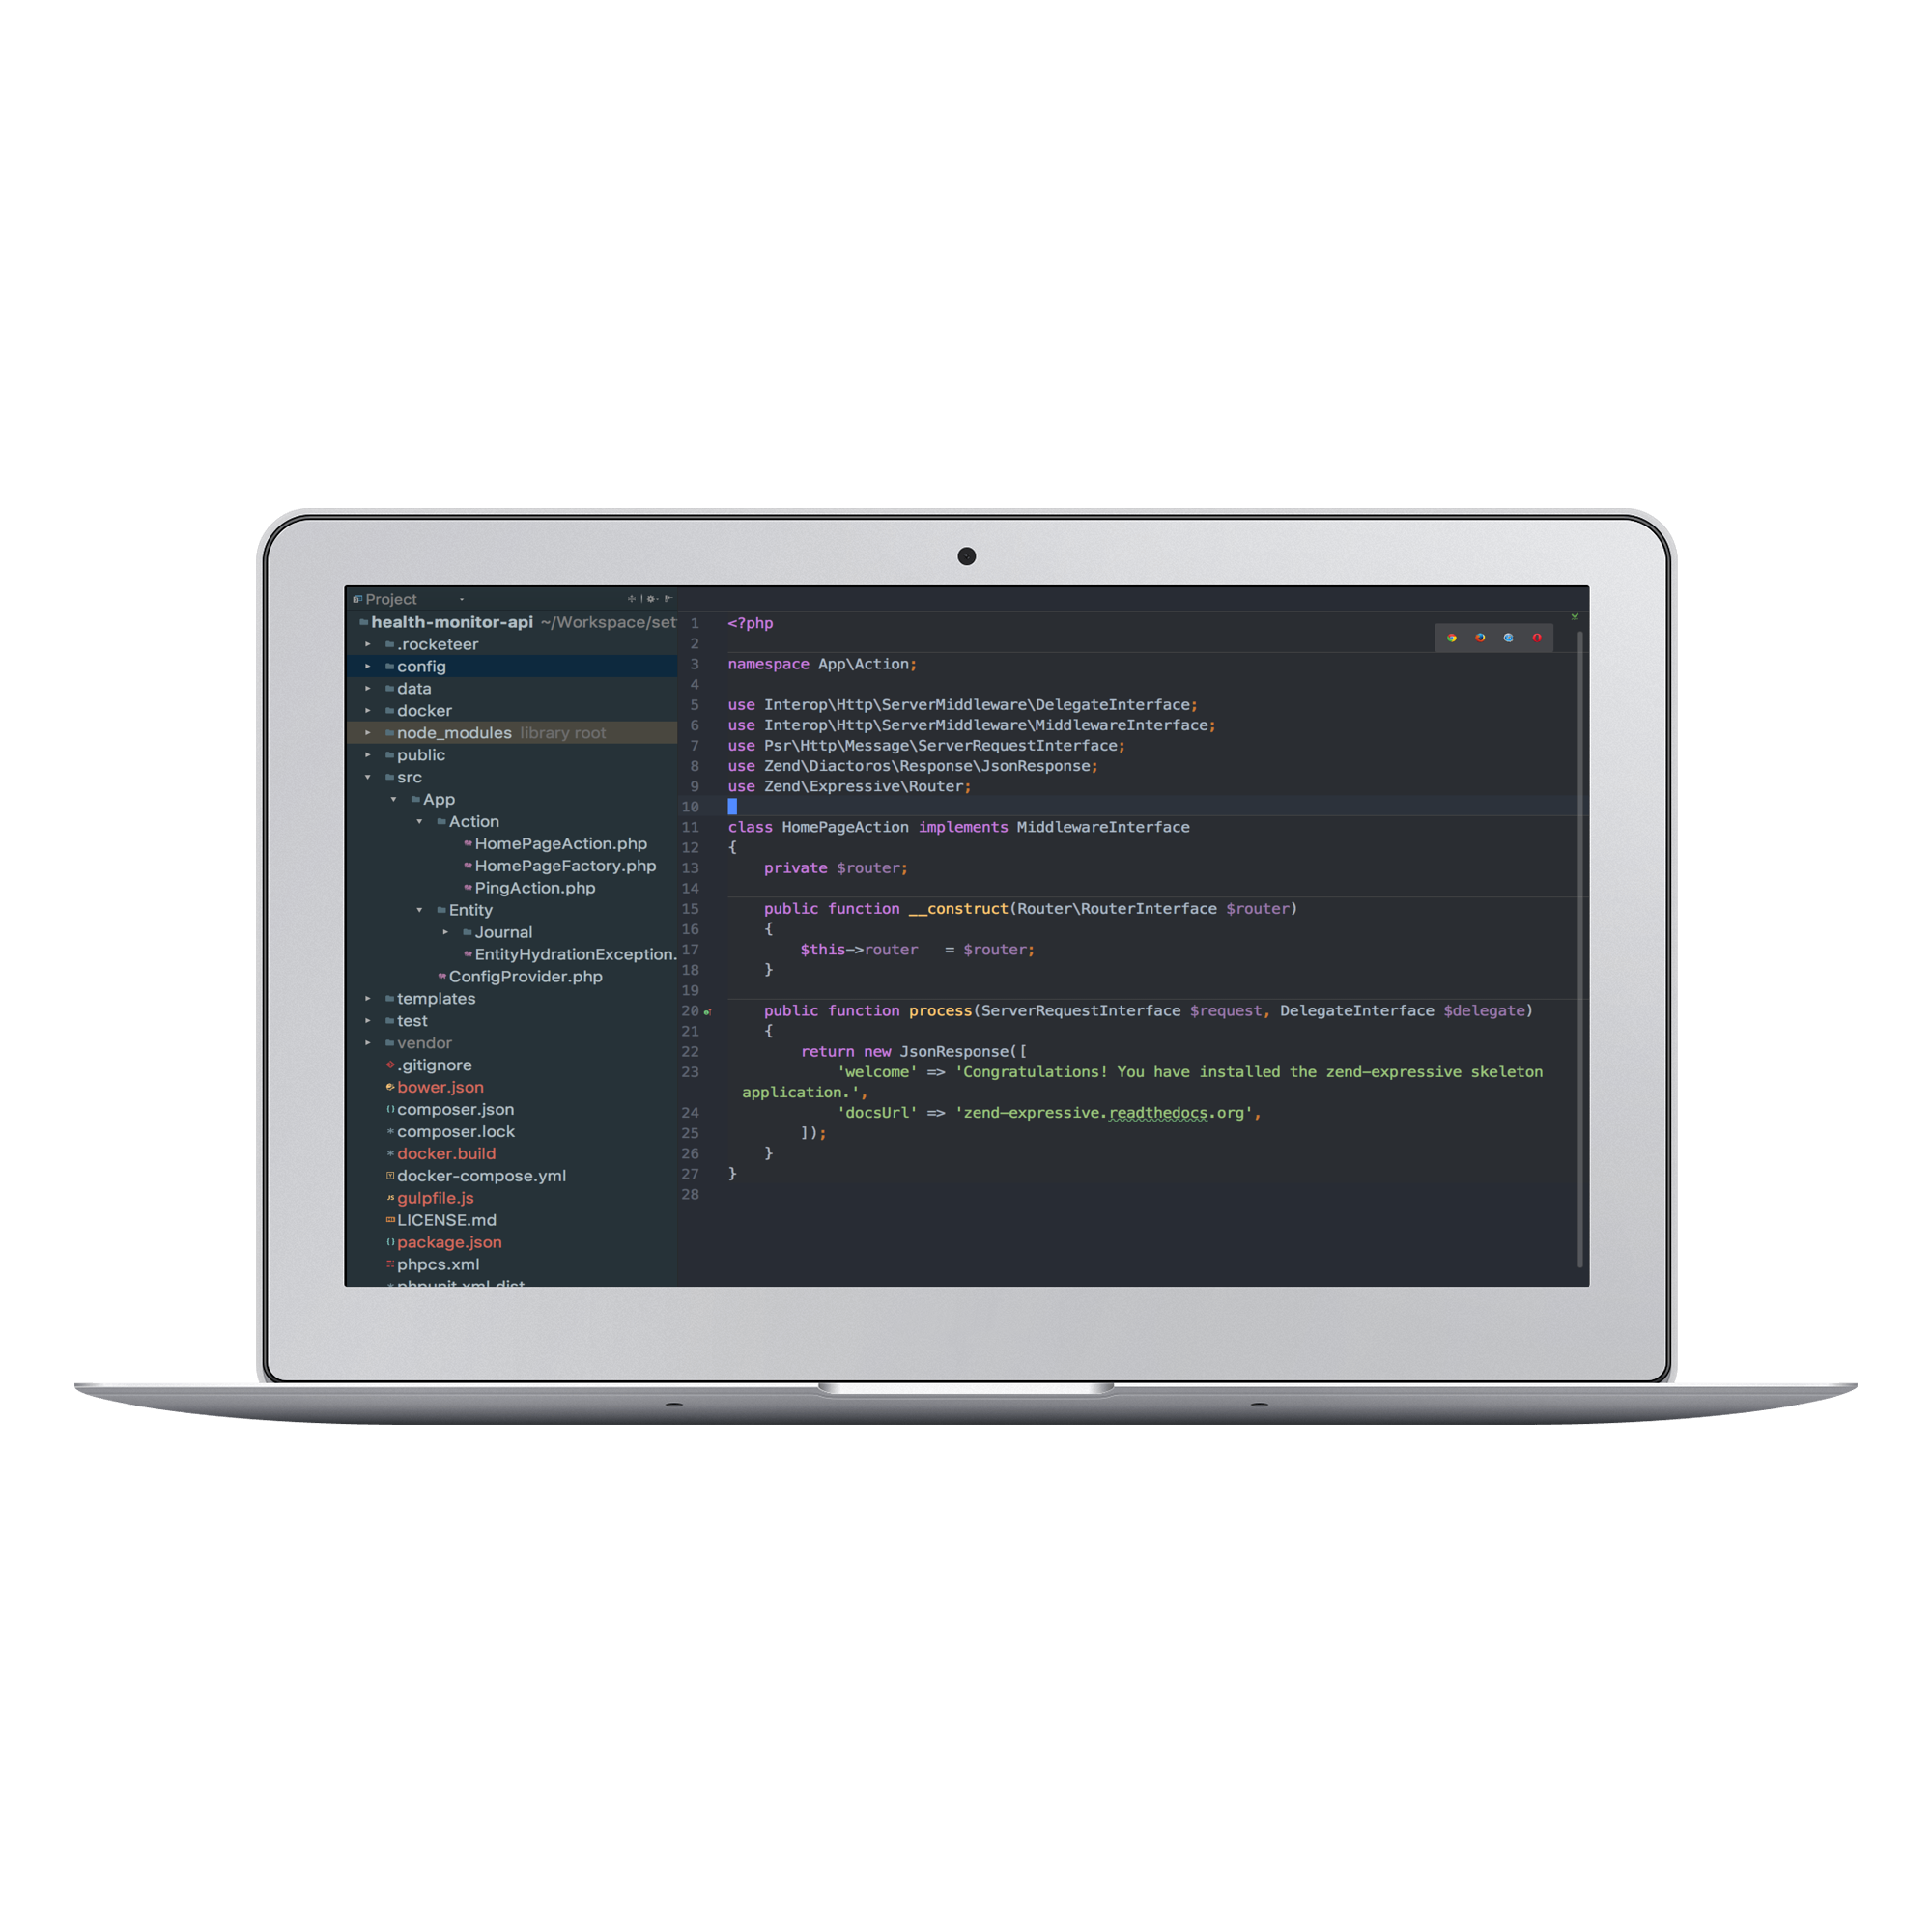 Project
health-monitor-api ~/Workspace/set
.rocketeer
config
data
docker
node_modules library root
public
src
App
Action
HomePageAction.php
HomePageFactory.php
PingAction.php
Entity
Journal
EntityHydrationException.
ConfigProvider.php
templates
test
vendor
.gitignore
bower.json
composer.json
composer.lock
docker.build
docker-compose.yml
gulpfile.js
LICENSE.md
package.json
phpcs.xml
phpunit.xml.dist
1 <?php
2
3 namespace App\Action;
4
5 use Interop\Http\ServerMiddleware\DelegateInterface;
6 use Interop\Http\ServerMiddleware\MiddlewareInterface;
7 use Psr\Http\Message\ServerRequestInterface;
8 use Zend\Diactoros\Response\JsonResponse;
9 use Zend\Expressive\Router;
10
11 class HomePageAction implements MiddlewareInterface
12 {
13     private $router;
14
15     public function __construct(Router\RouterInterface $router)
16     {
17         $this->router   = $router;
18     }
19
20     public function process(ServerRequestInterface $request, DelegateInterface $delegate)
21     {
22         return new JsonResponse([
23             'welcome' => 'Congratulations! You have installed the zend-expressive skeleton
application.',
24             'docsUrl' => 'zend-expressive.readthedocs.org',
25         ]);
26     }
27 }
28